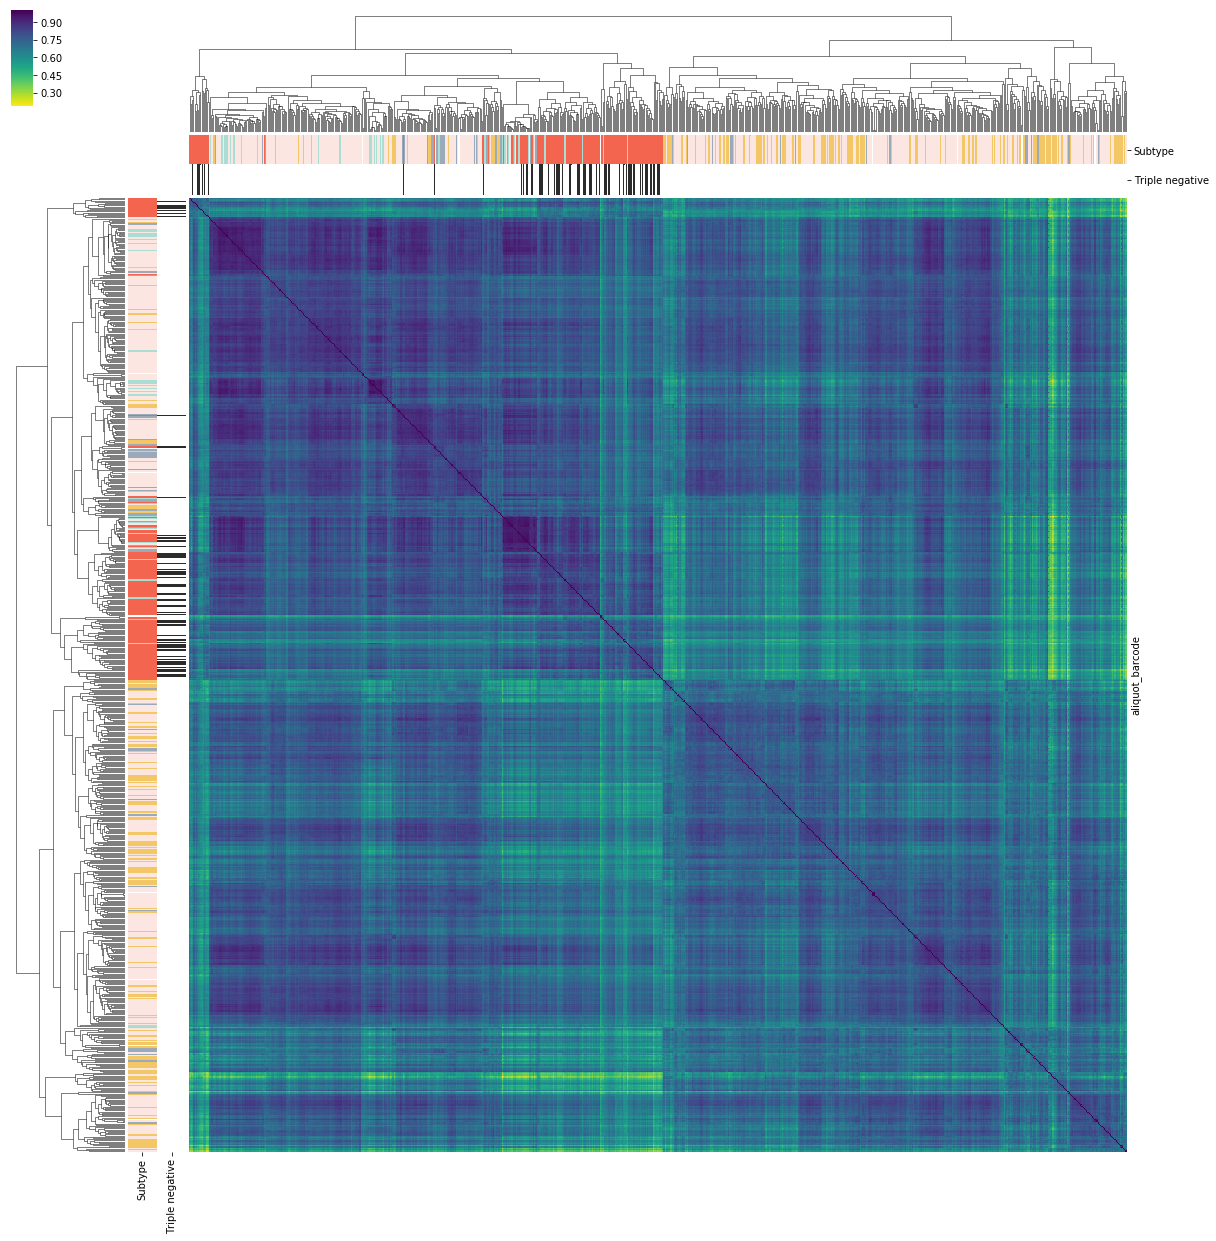 0.90
0.75
0.60
0.45
0.30
Subtype
Triple negative
aliquot_barcode
Subtype
Triple negative